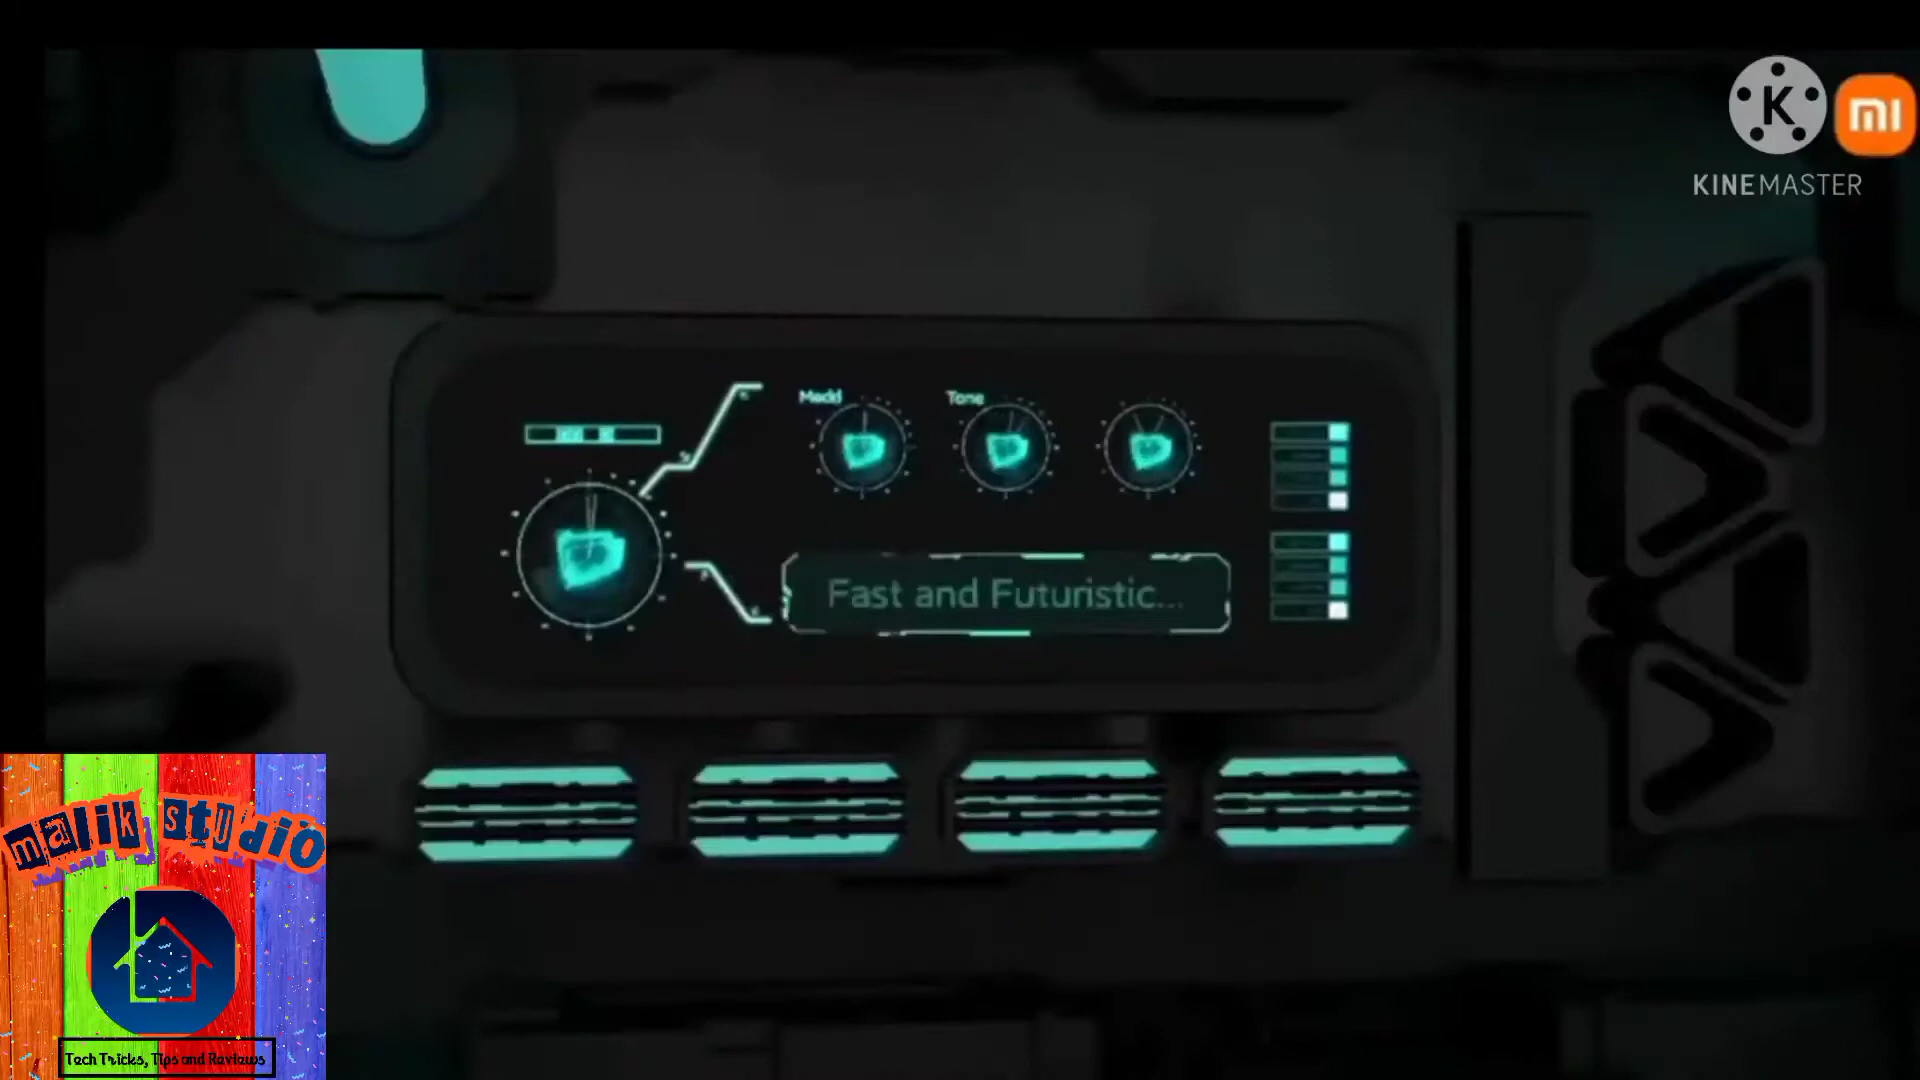 K
mi
KINEMASTER
Tone
Fast and Futuristic...
malik studio
Tech Tricks, Tips and Reviews